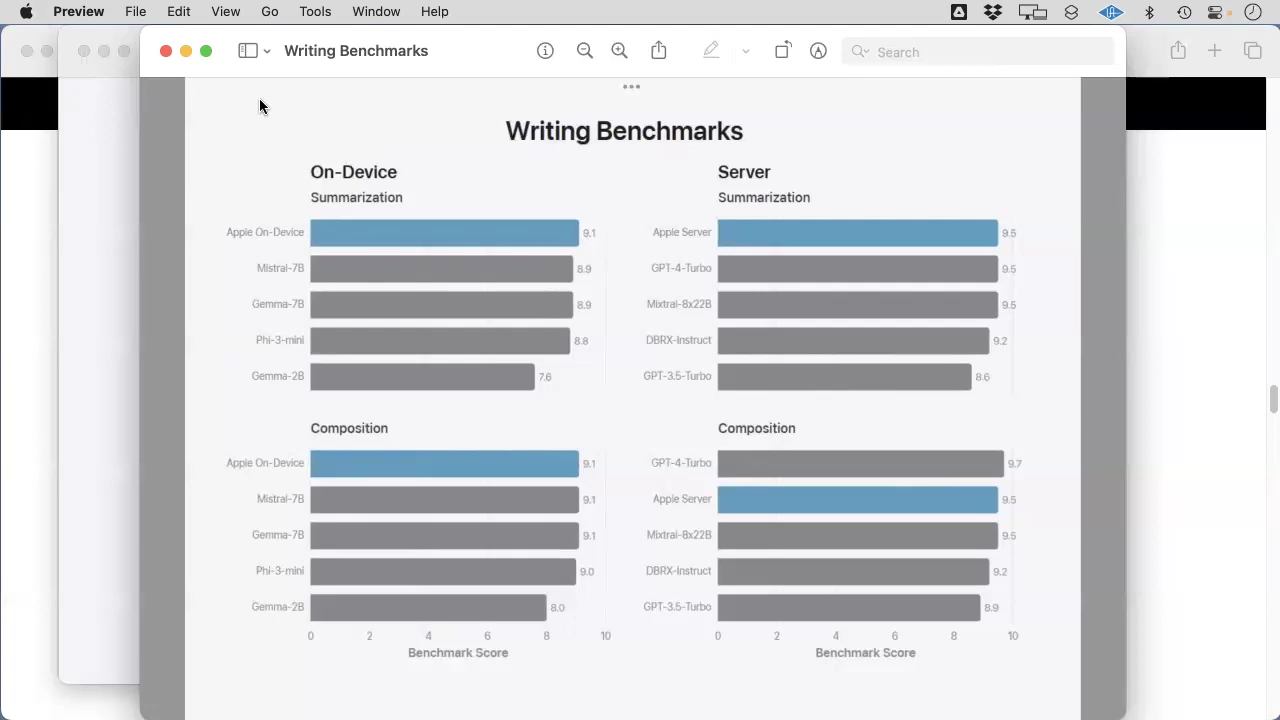 Preview File Edit View Go Tools Window Help
Writing Benchmarks
Search
Writing Benchmarks
On-Device
Summarization
Apple On-Device 9.1
Mistral-7B 8.9
Gemma-7B 8.9
Phi-3-mini 8.8
Gemma-2B 7.6
Composition
Apple On-Device 9.1
Mistral-7B 9.1
Gemma-7B 9.1
Phi-3-mini 9.0
Gemma-2B 8.0
0 2 4 6 8 10
Benchmark Score
Server
Summarization
Apple Server 9.5
GPT-4-Turbo 9.5
Mixtral-8x22B 9.5
DBRX-Instruct 9.2
GPT-3.5-Turbo 8.6
Composition
GPT-4-Turbo 9.7
Apple Server 9.5
Mixtral-8x22B 9.5
DBRX-Instruct 9.2
GPT-3.5-Turbo 8.9
0 2 4 6 8 10
Benchmark Score